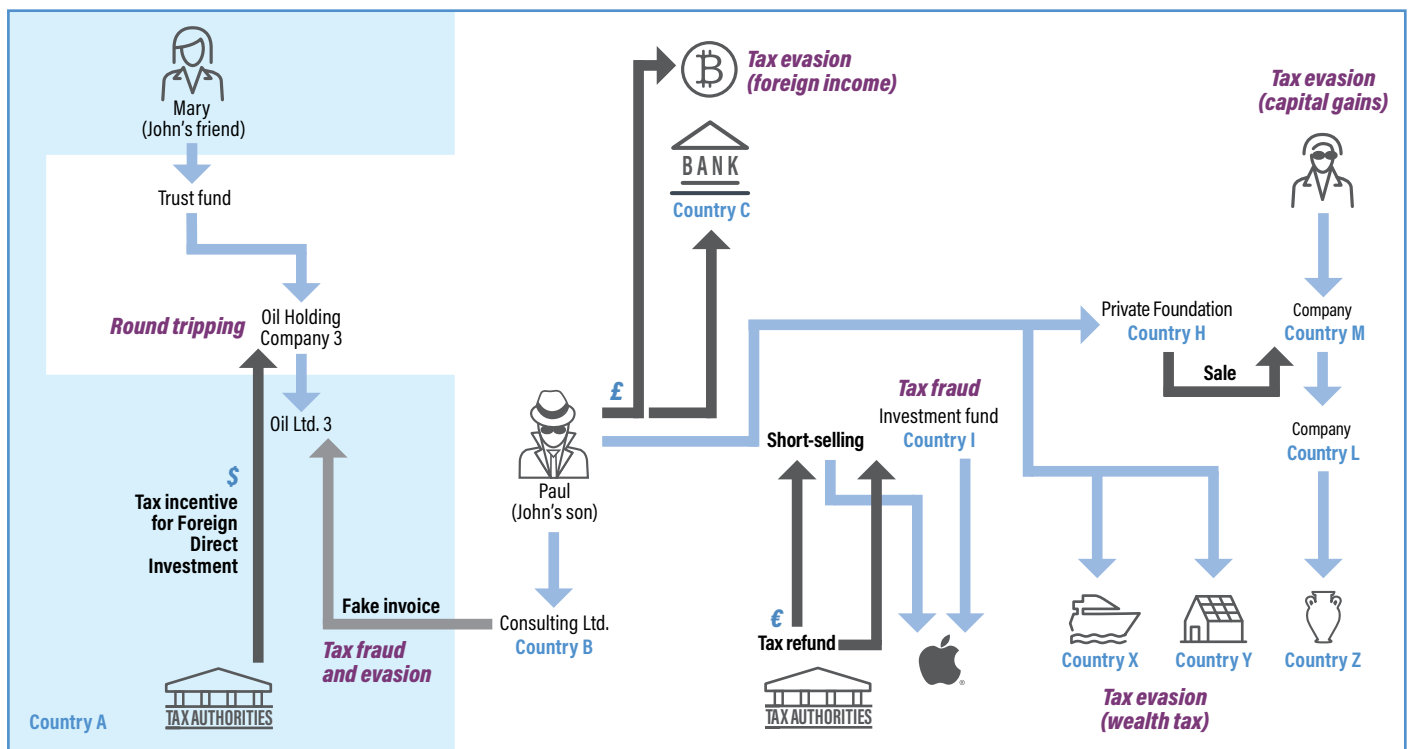 Mary
(John's friend)
Trust fund
Round tripping
Oil Holding
Company 3
Oil Ltd. 3
$
Tax incentive
for Foreign
Direct
Investment
Fake invoice
Tax fraud
and evasion
TAX AUTHORITIES
Country A
₿
Tax evasion
(foreign income)
BANK
Country C
£
Paul
(John's son)
Consulting Ltd.
Country B
Short-selling
Tax fraud
Investment fund
Country I
€
Tax refund
TAX AUTHORITIES
®
Tax evasion
(capital gains)
Private Foundation
Country H
Sale
Company
Country M
Company
Country L
Country X
Country Y
Country Z
Tax evasion
(wealth tax)